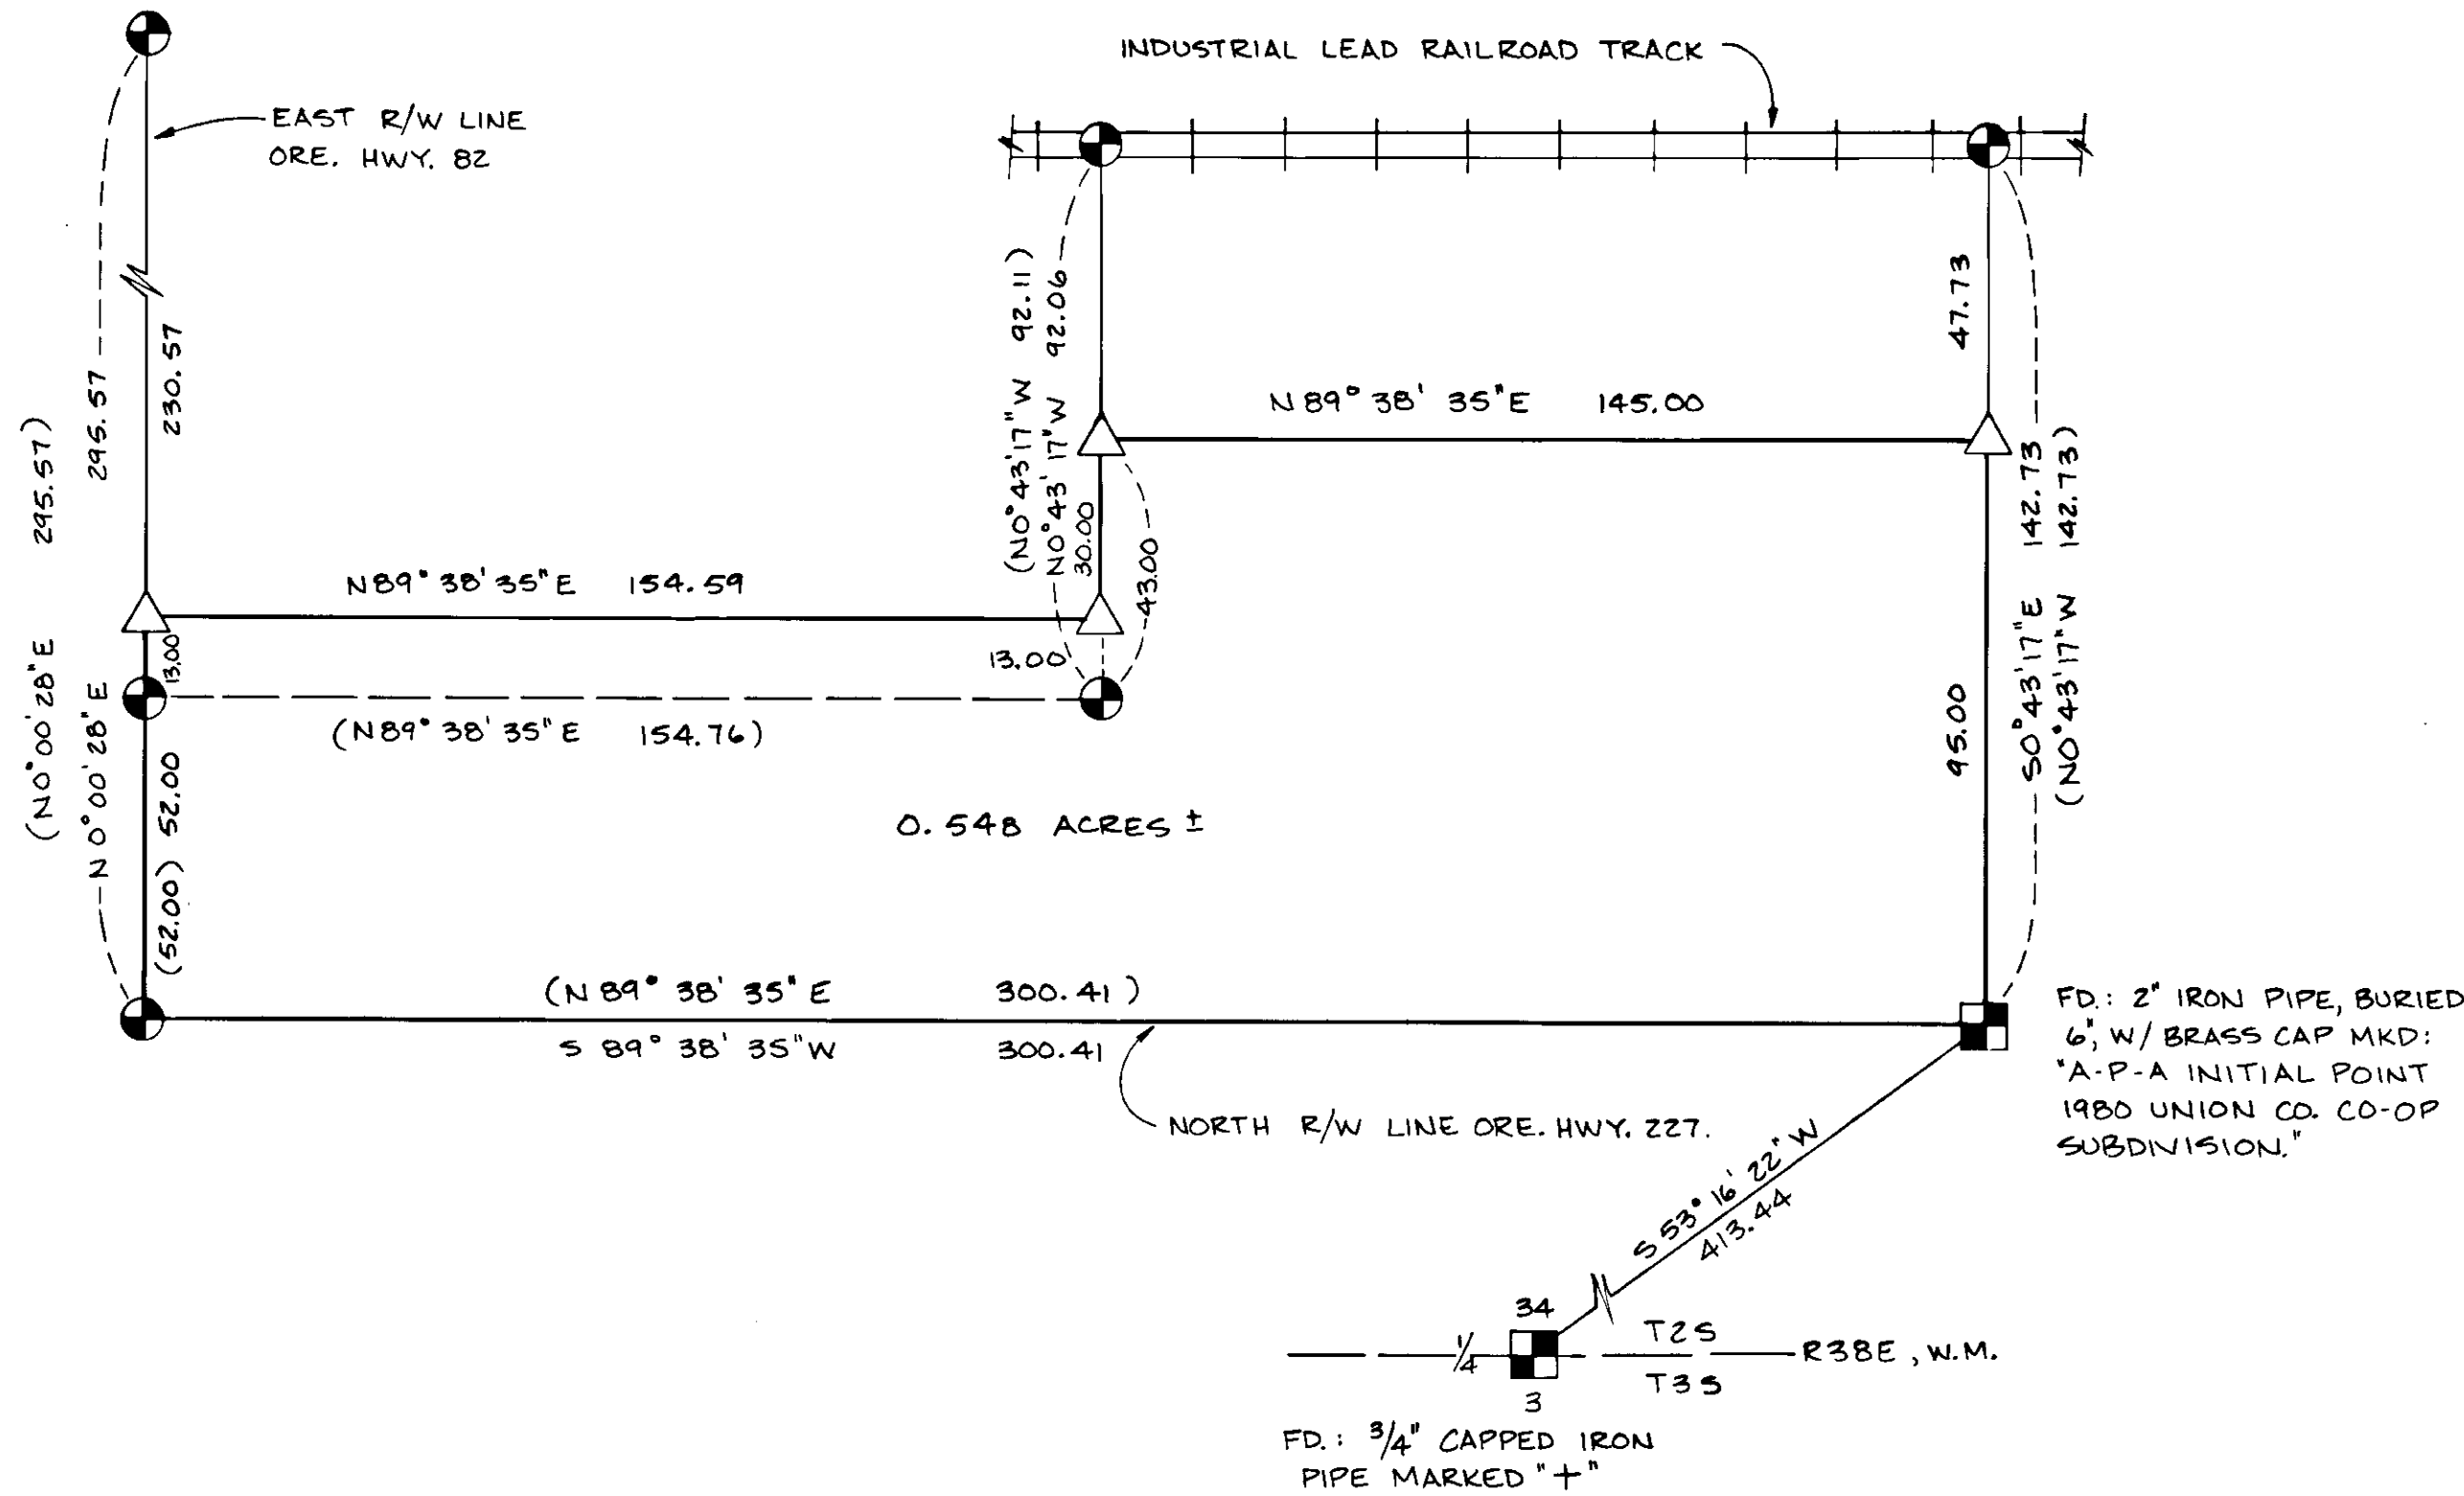 INDUSTRIAL LEAD RAILROAD TRACK
EAST R/W LINE
ORE. HWY. 82
295.57
230.57
(N0°00'28"E 295.57)
N0°00'28"E
N89°38'35"E 154.59
13.00
(N89°38'35"E 154.76)
(52.00) 52.00
(N0°43'17"W 92.11)
N0°43'17"W 92.06
30.00
43.00
13.00
N89°38'35"E 145.00
47.73
95.00
S0°43'17"E 142.73
(N0°43'17"W 142.73)
0.548 ACRES ±
(N89°38'35"E 300.41)
S 89°38'35"W 300.41
NORTH R/W LINE ORE. HWY. 227.
FD.: 2" IRON PIPE, BURIED
6", W/ BRASS CAP MKD:
"A-P-A INITIAL POINT
1980 UNION CO. CO-OP
SUBDIVISION."
S 53°16'22"W
413.44
34
1/4
T2S
R38E, W.M.
T3S
3
FD.: 3/4" CAPPED IRON
PIPE MARKED "+"